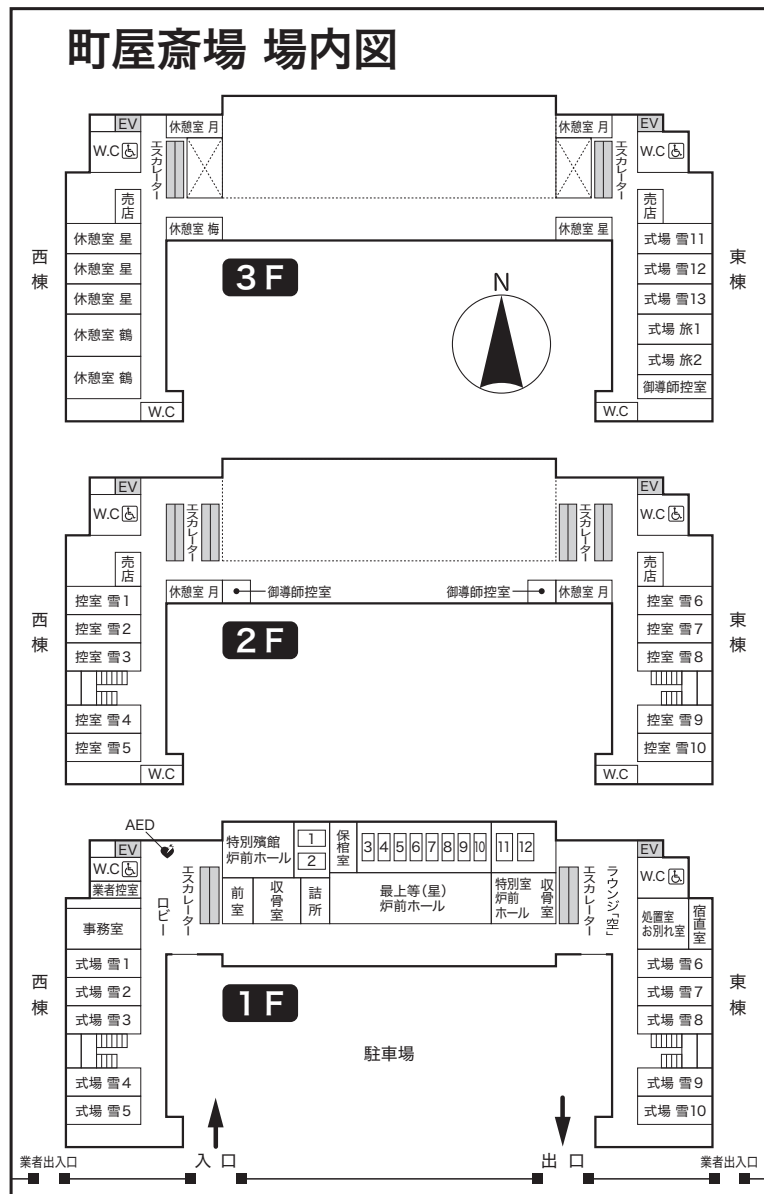 町屋斎場 場内図
EV
休憩室 月
休憩室 月
EV
W.C
エスカレーター
エスカレーター
W.C
売店
売店
休憩室 梅
休憩室 星
西棟
東棟
休憩室 星
式場 雪11
休憩室 星
式場 雪12
休憩室 星
式場 雪13
休憩室 鶴
式場 旅1
休憩室 鶴
式場 旅2
御導師控室
3F
N
W.C
W.C
EV
EV
W.C
エスカレーター
エスカレーター
W.C
売店
売店
休憩室 月
御導師控室
御導師控室
休憩室 月
西棟
東棟
控室 雪1
控室 雪6
控室 雪2
控室 雪7
控室 雪3
控室 雪8
2F
控室 雪4
控室 雪9
控室 雪5
控室 雪10
W.C
W.C
AED
EV
EV
W.C
W.C
業者控室
事務室
ロビー
エスカレーター
特別殯館
炉前ホール
1
2
保棺室
3 4 5 6 7 8 9 10
11 12
前室
収骨室
詰所
最上等(星)
炉前ホール
特別室
炉前
ホール
収骨室
エスカレーター
ラウンジ「空」
処置室
お別れ室
宿直室
西棟
東棟
式場 雪1
式場 雪6
式場 雪2
式場 雪7
式場 雪3
式場 雪8
1F
駐車場
式場 雪4
式場 雪9
式場 雪5
式場 雪10
業者出入口
入口
出口
業者出入口